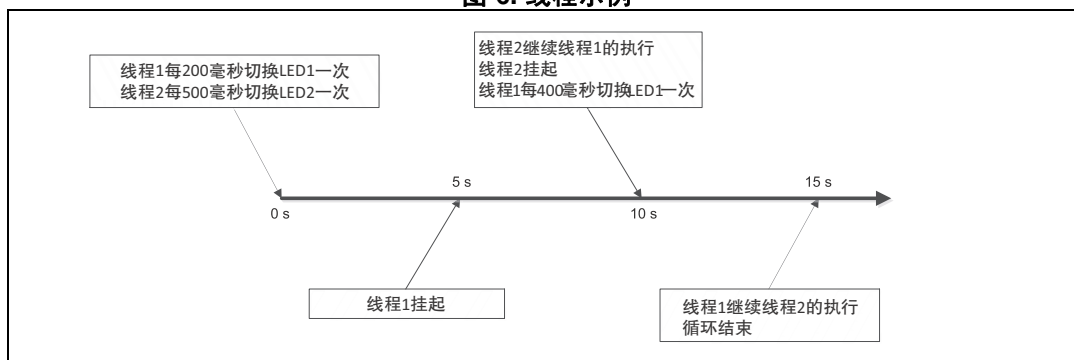 图 6. 线程示例
线程1每200毫秒切换LED1一次
线程2每500毫秒切换LED2一次
线程2继续线程1的执行
线程2挂起
线程1每400毫秒切换LED1一次
5 s
15 s
0 s
10 s
线程1挂起
线程1继续线程2的执行
循环结束